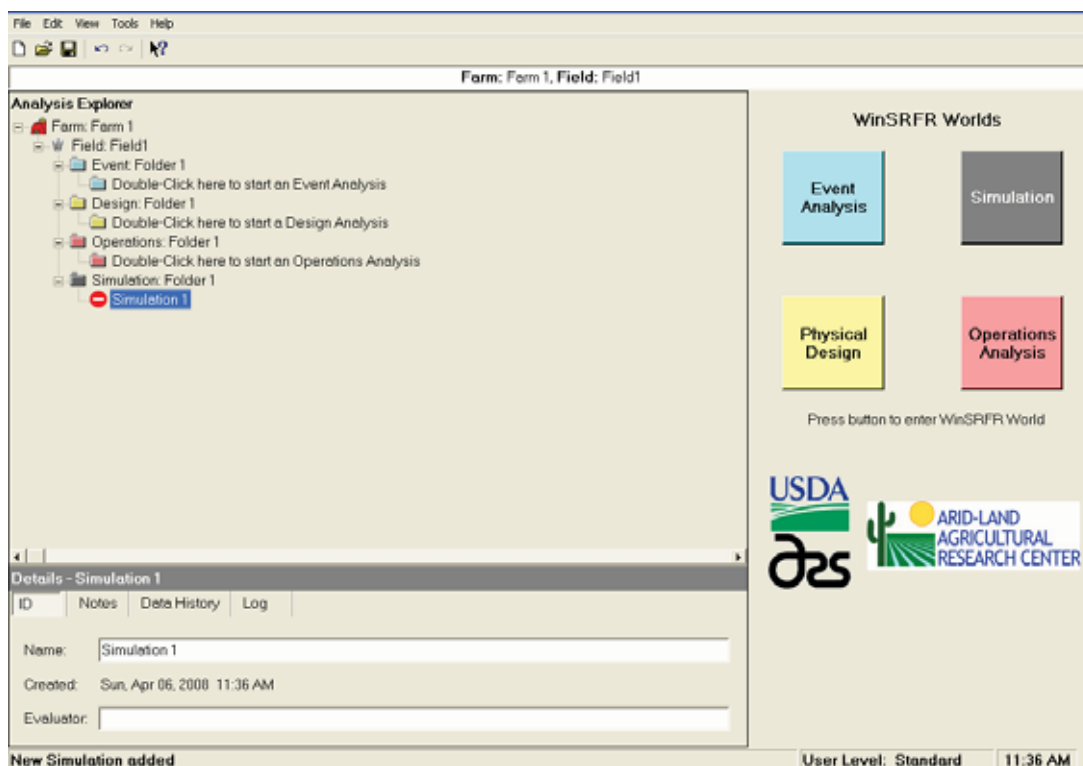 File Edit View Tools Help
Farm: Farm 1, Field: Field1
Analysis Explorer
Farm: Farm 1
Field: Field1
Event: Folder 1
Double-Click here to start an Event Analysis
Design: Folder 1
Double-Click here to start a Design Analysis
Operations: Folder 1
Double-Click here to start an Operations Analysis
Simulation: Folder 1
Simulation 1
WinSRFR Worlds
Event
Analysis
Simulation
Physical
Design
Operations
Analysis
Press button to enter WinSRFR World
USDA
ars
ARID-LAND
AGRICULTURAL
RESEARCH CENTER
Details - Simulation 1
ID Notes Data History Log
Name: Simulation 1
Created: Sun, Apr 06, 2008 11:36 AM
Evaluator:
New Simulation added User Level: Standard 11:36 AM